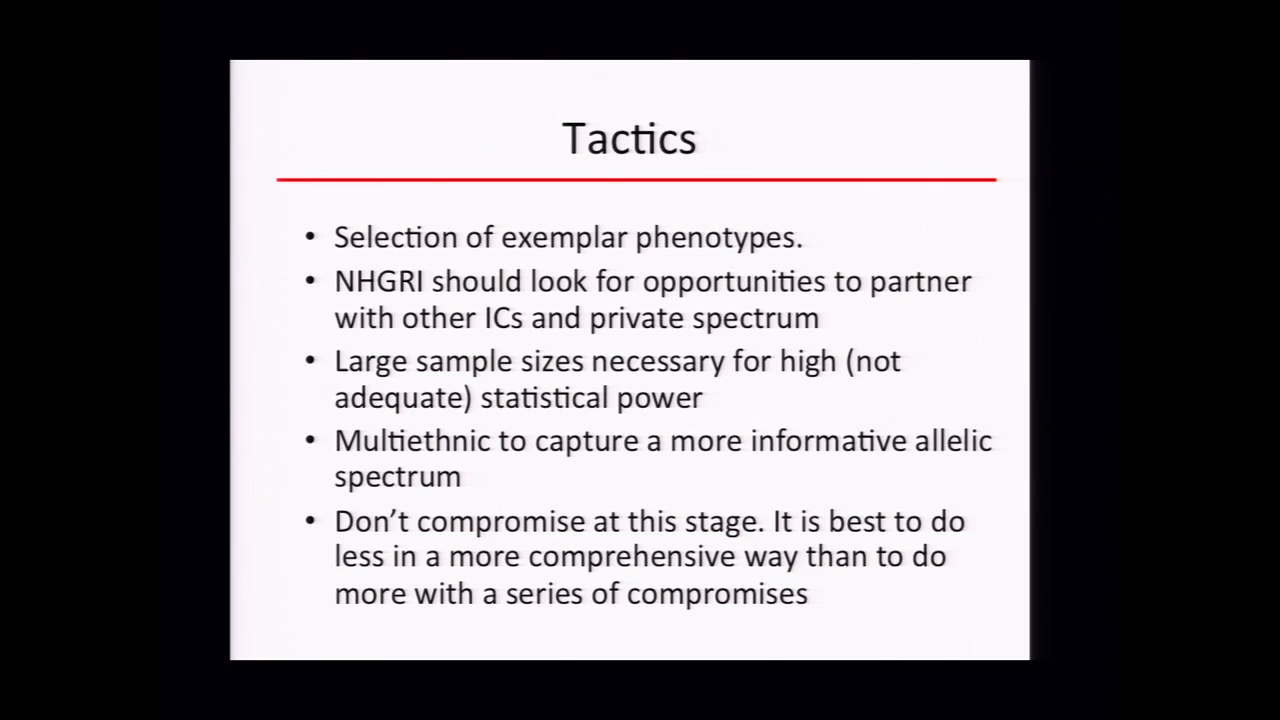 Tactics
• Selection of exemplar phenotypes.
• NHGRI should look for opportunities to partner
with other ICs and private spectrum
• Large sample sizes necessary for high (not
adequate) statistical power
• Multiethnic to capture a more informative allelic
spectrum
• Don’t compromise at this stage. It is best to do
less in a more comprehensive way than to do
more with a series of compromises